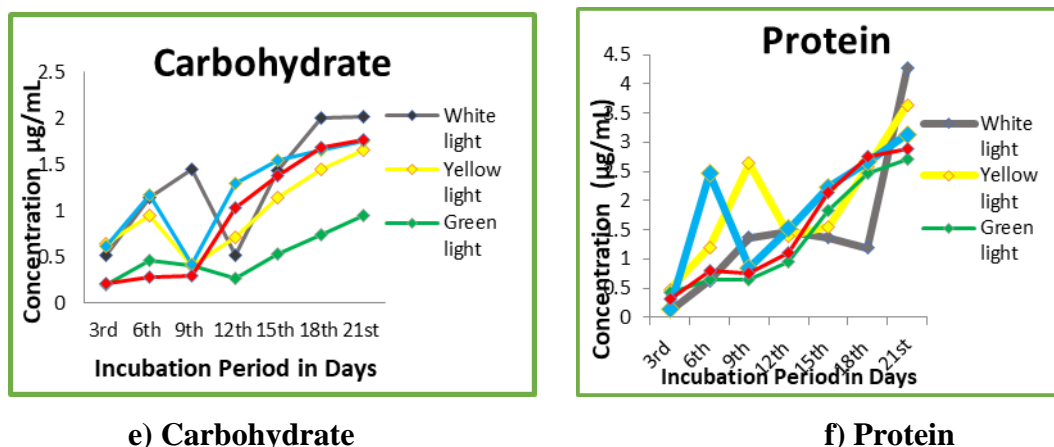 Carbohydrate
2.5
2
1.5
1
0.5
0
Concentration µg/mL
3rd 6th 9th 12th 15th 18th 21st
Incubation Period in Days
White
light
Yellow
light
Green
light
e) Carbohydrate
Protein
4.5
4
3.5
3
2.5
2
1.5
1
0.5
0
Concentration (µg/mL)
3rd 6th 9th 12th 15th 18th 21st
Incubation Period in Days
White
light
Yellow
light
Green
light
f) Protein